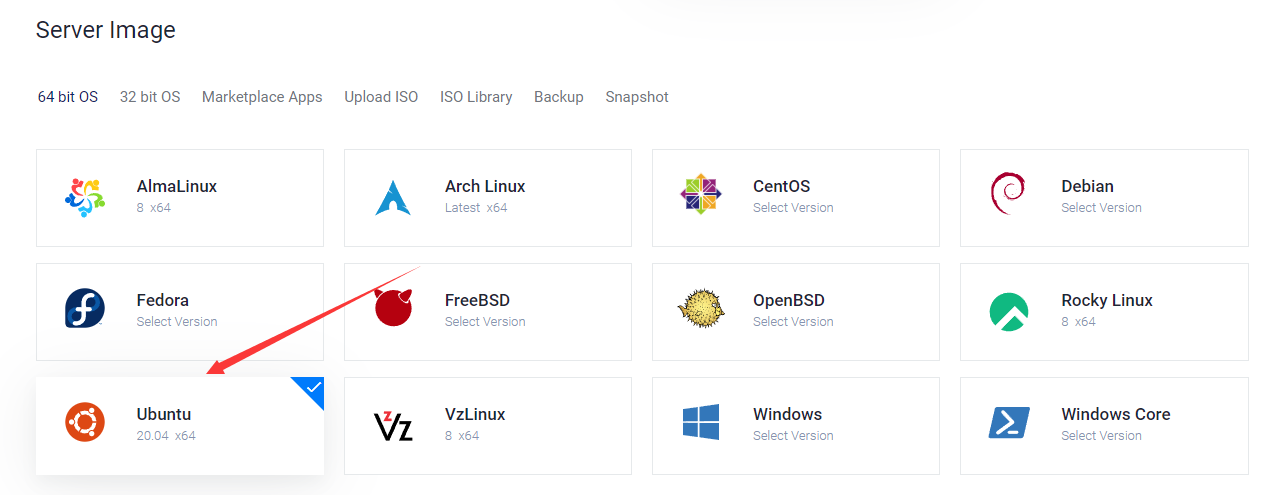 Server Image
64 bit OS 32 bit OS Marketplace Apps Upload ISO ISO Library Backup Snapshot
AlmaLinux
8 x64
Arch Linux
Latest x64
CentOS
Select Version
Debian
Select Version
Fedora
Select Version
FreeBSD
Select Version
OpenBSD
Select Version
Rocky Linux
8 x64
Ubuntu
20.04 x64
VzLinux
8 x64
Windows
Select Version
Windows Core
Select Version